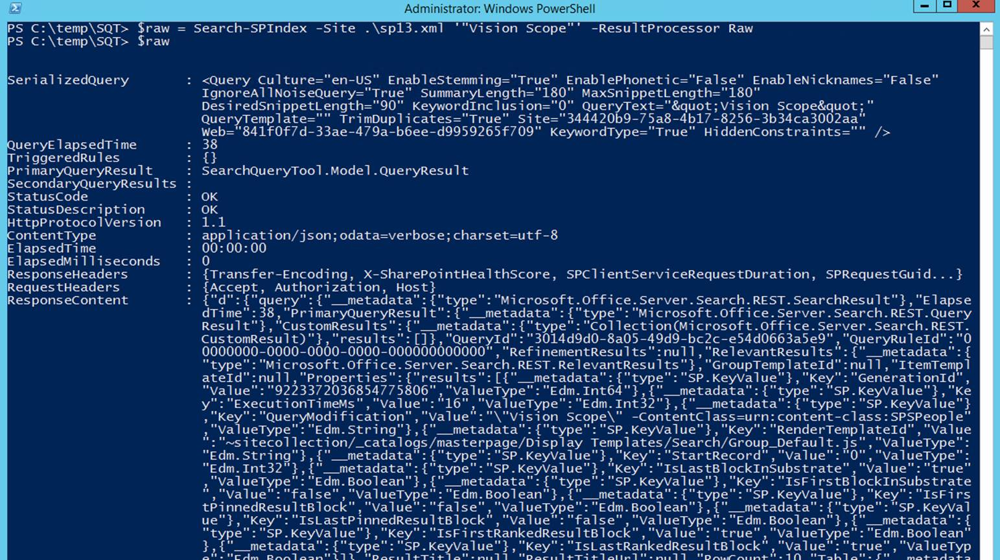 Administrator: Windows PowerShell
PS C:\temp\SQT> $raw = Search-SPIndex -Site .\sp13.xml '"Vision Scope"' -ResultProcessor Raw
PS C:\temp\SQT> $raw
SerializedQuery : <Query Culture="en-US" EnableStemming="True" EnablePhonetic="False" EnableNicknames="False"
IgnoreAllNoiseQuery="True" SummaryLength="180" MaxSnippetLength="180"
DesiredSnippetLength="90" KeywordInclusion="0" QueryText="&quot;Vision Scope&quot;"
QueryTemplate="" TrimDuplicates="True" Site="344420b9-75a8-4b17-8256-3b34ca3002aa"
Web="841f0f7d-33ae-479a-b6ee-d9959265f709" KeywordType="True" HiddenConstraints="" />
QueryElapsedTime : 38
TriggeredRules : {}
PrimaryQueryResult : SearchQueryTool.Model.QueryResult
SecondaryQueryResults :
StatusCode : OK
StatusDescription : OK
HttpProtocolVersion : 1.1
ContentType : application/json;odata=verbose;charset=utf-8
ElapsedTime : 00:00:00
ElapsedMilliseconds : 0
ResponseHeaders : {Transfer-Encoding, X-SharePointHealthScore, SPClientServiceRequestDuration, SPRequestGuid...}
RequestHeaders : {Accept, Authorization, Host}
ResponseContent : {"d":{"query":{"__metadata":{"type":"Microsoft.Office.Server.Search.REST.SearchResult"},"Elapse
dTime":38,"PrimaryQueryResult":{"__metadata":{"type":"Microsoft.Office.Server.Search.REST.Query
Result"},"CustomResults":{"__metadata":{"type":"Collection(Microsoft.Office.Server.Search.REST.
CustomResult)"},"results":[]},"QueryId":"3014d9d0-8a05-49d9-bc2c-e54d0663a5e9","QueryRuleId":"0
0000000-0000-0000-0000-000000000000","RefinementResults":null,"RelevantResults":{"__metadata":{
"type":"Microsoft.Office.Server.Search.REST.RelevantResults"},"GroupTemplateId":null,"ItemTempl
ateId":null,"Properties":{"results":[{"__metadata":{"type":"SP.KeyValue"},"Key":"GenerationId",
"Value":"9223372036854775806","ValueType":"Edm.Int64"},{"__metadata":{"type":"SP.KeyValue"},"Ke
y":"ExecutionTimeMs","Value":"16","ValueType":"Edm.Int32"},{"__metadata":{"type":"SP.KeyValue"}
,"Key":"QueryModification","Value":"\"Vision Scope\" -ContentClass=urn:content-class:SPSPeople"
,"ValueType":"Edm.String"},{"__metadata":{"type":"SP.KeyValue"},"Key":"RenderTemplateId","Value
":"~sitecollection/_catalogs/masterpage/Display Templates/Search/Group_Default.js","ValueType":
"Edm.String"},{"__metadata":{"type":"SP.KeyValue"},"Key":"StartRecord","Value":"0","ValueType":
"Edm.Int32"},{"__metadata":{"type":"SP.KeyValue"},"Key":"IsLastBlockInSubstrate","Value":"true"
,"ValueType":"Edm.Boolean"},{"__metadata":{"type":"SP.KeyValue"},"Key":"IsFirstBlockInSubstrate
","Value":"false","ValueType":"Edm.Boolean"},{"__metadata":{"type":"SP.KeyValue"},"Key":"IsFirs
tPinnedResultBlock","Value":"false","ValueType":"Edm.Boolean"},{"__metadata":{"type":"SP.KeyVal
ue"},"Key":"IsLastPinnedResultBlock","Value":"false","ValueType":"Edm.Boolean"},{"__metadata":{
"type":"SP.KeyValue"},"Key":"IsFirstRankedResultBlock","Value":"true","ValueType":"Edm.Boolean"
},{"__metadata":{"type":"SP.KeyValue"},"Key":"IsLastRankedResultBlock","Value":"true","ValueTyp
e":"Edm.Boolean"}]},"ResultTitle":null,"ResultTitleUrl":null,"RowCount":10,"Table":{"__metadata